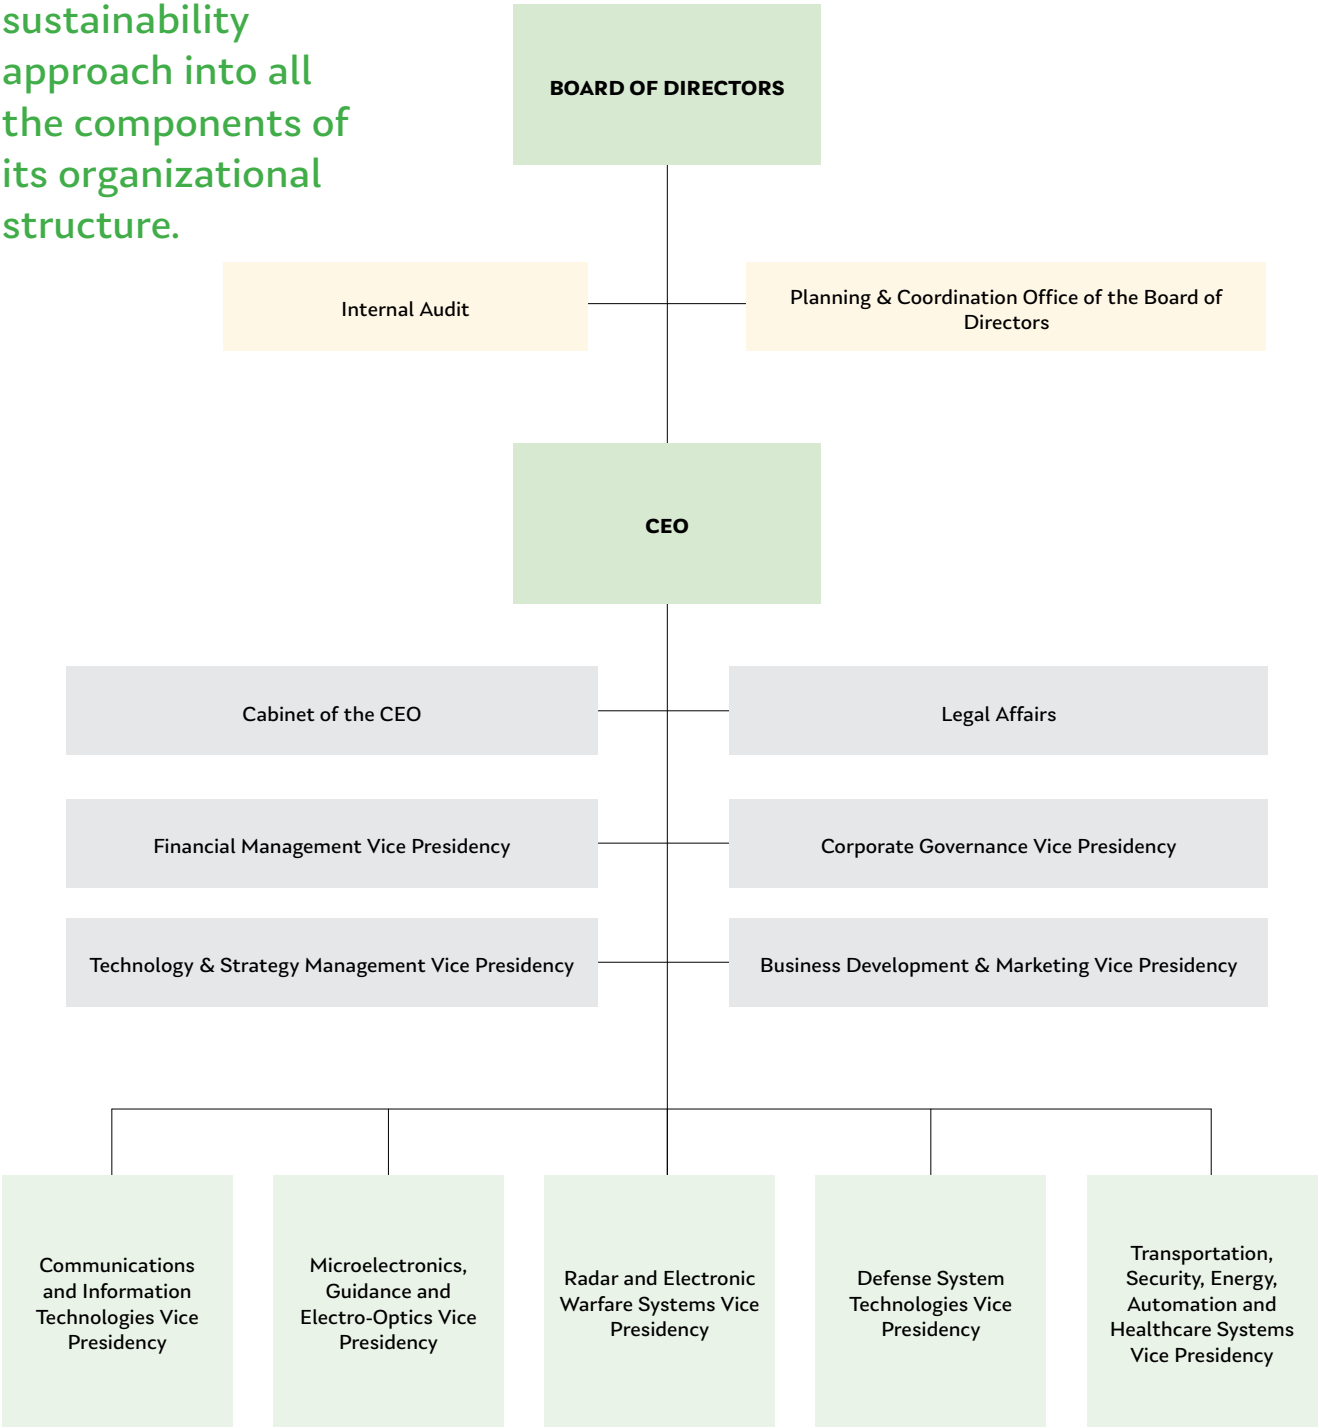 sustainability
approach into all
the components of
its organizational
structure.
BOARD OF DIRECTORS
Internal Audit
Planning & Coordination Office of the Board of
Directors
CEO
Cabinet of the CEO
Legal Affairs
Financial Management Vice Presidency
Corporate Governance Vice Presidency
Technology & Strategy Management Vice Presidency
Business Development & Marketing Vice Presidency
Communications
and Information
Technologies Vice
Presidency
Microelectronics,
Guidance and
Electro-Optics Vice
Presidency
Radar and Electronic
Warfare Systems Vice
Presidency
Defense System
Technologies Vice
Presidency
Transportation,
Security, Energy,
Automation and
Healthcare Systems
Vice Presidency